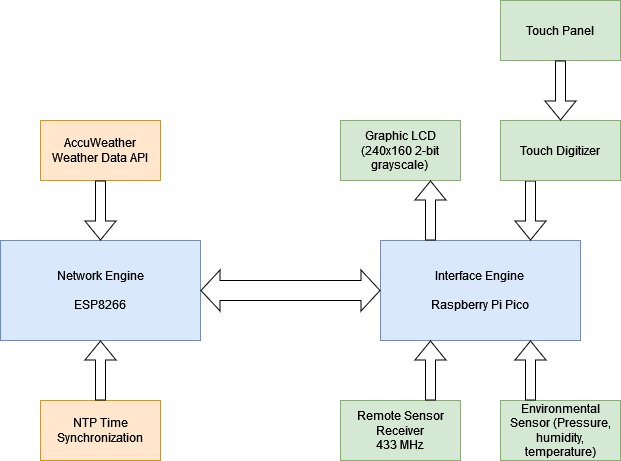 Touch Panel
AccuWeather
Weather Data API
Graphic LCD
(240x160 2-bit
grayscale)
Touch Digitizer
Network Engine
ESP8266
Interface Engine
Raspberry Pi Pico
NTP Time
Synchronization
Remote Sensor
Receiver
433 MHz
Environmental
Sensor (Pressure,
humidity,
temperature)